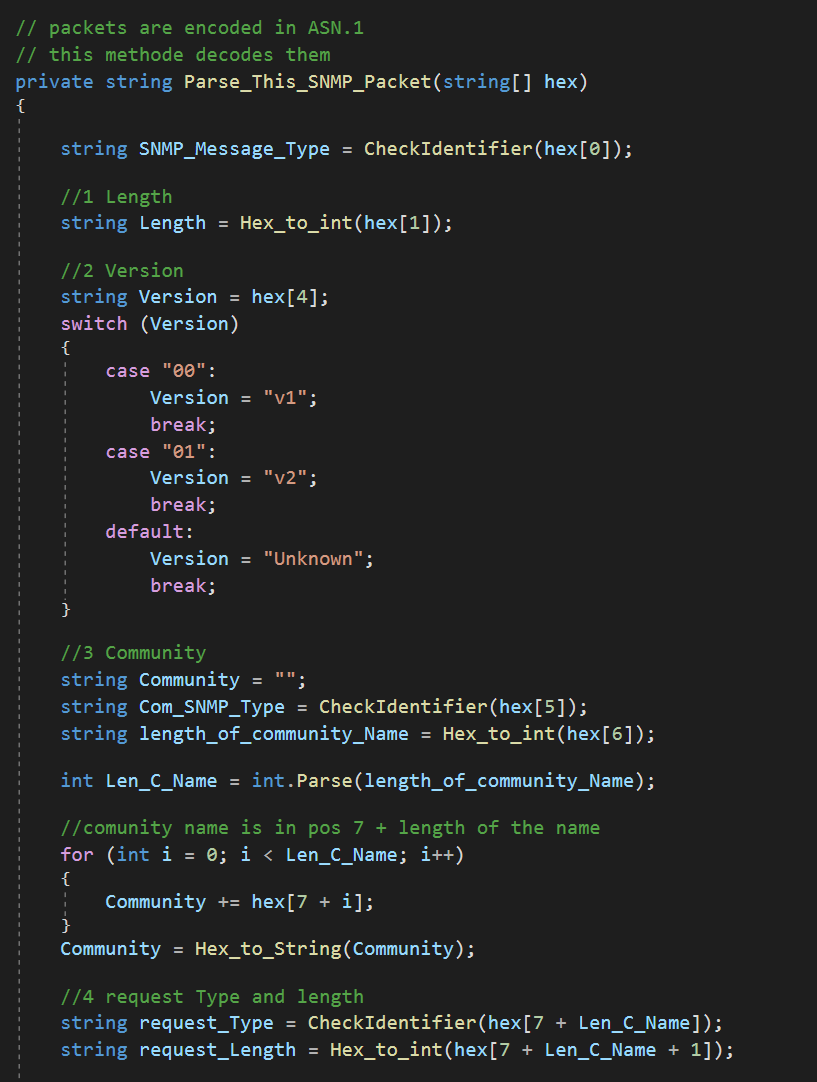 // packets are encoded in ASN.1
// this methode decodes them
private string Parse_This_SNMP_Packet(string[] hex)
{
string SNMP_Message_Type = CheckIdentifier(hex[0]);
//1 Length
string Length = Hex_to_int(hex[1]);
//2 Version
string Version = hex[4];
switch (Version)
{
case "00":
Version = "v1";
break;
case "01":
Version = "v2";
break;
default:
Version = "Unknown";
break;
}
//3 Community
string Community = "";
string Com_SNMP_Type = CheckIdentifier(hex[5]);
string length_of_community_Name = Hex_to_int(hex[6]);
int Len_C_Name = int.Parse(length_of_community_Name);
//comunity name is in pos 7 + length of the name
for (int i = 0; i < Len_C_Name; i++)
{
Community += hex[7 + i];
}
Community = Hex_to_String(Community);
//4 request Type and length
string request_Type = CheckIdentifier(hex[7 + Len_C_Name]);
string request_Length = Hex_to_int(hex[7 + Len_C_Name + 1]);